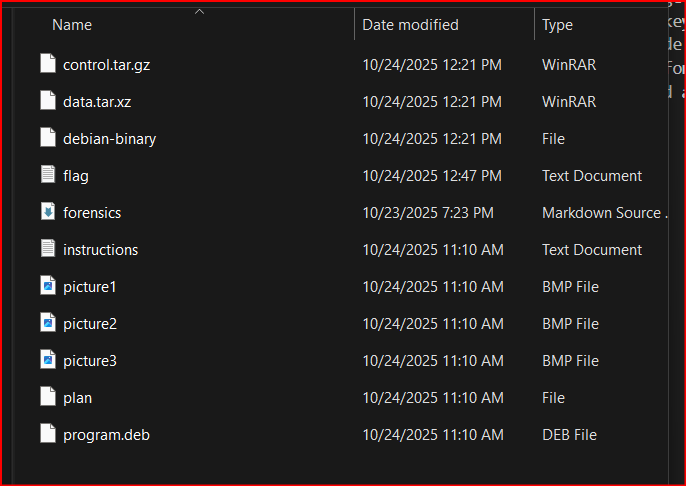 Name Date modified Type
control.tar.gz 10/24/2025 12:21 PM WinRAR
data.tar.xz 10/24/2025 12:21 PM WinRAR
debian-binary 10/24/2025 12:21 PM File
flag 10/24/2025 12:47 PM Text Document
forensics 10/23/2025 7:23 PM Markdown Source .
instructions 10/24/2025 11:10 AM Text Document
picture1 10/24/2025 11:10 AM BMP File
picture2 10/24/2025 11:10 AM BMP File
picture3 10/24/2025 11:10 AM BMP File
plan 10/24/2025 11:10 AM File
program.deb 10/24/2025 11:10 AM DEB File